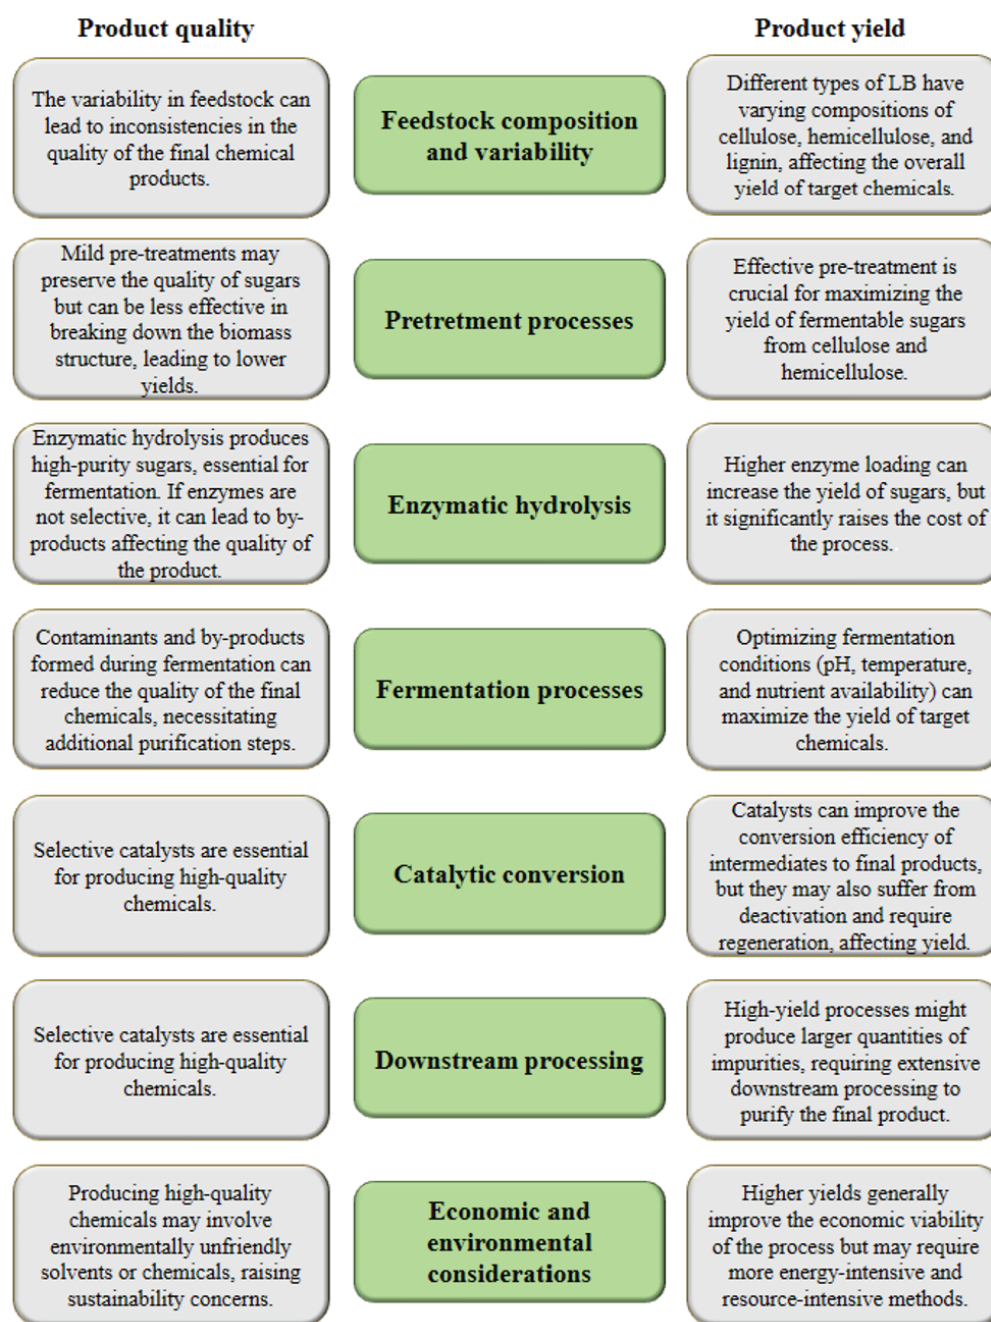 Product quality
Product yield
The variability in feedstock can
lead to inconsistencies in the
quality of the final chemical
products.
Feedstock composition
and variability
Different types of LB have
varying compositions of
cellulose, hemicellulose, and
lignin, affecting the overall
yield of target chemicals.
Mild pre-treatments may
preserve the quality of sugars
but can be less effective in
breaking down the biomass
structure, leading to lower
yields.
Pretretment processes
Effective pre-treatment is
crucial for maximizing the
yield of fermentable sugars
from cellulose and
hemicellulose.
Enzymatic hydrolysis produces
high-purity sugars, essential for
fermentation. If enzymes are
not selective, it can lead to by-
products affecting the quality of
the product.
Enzymatic hydrolysis
Higher enzyme loading can
increase the yield of sugars, but
it significantly raises the cost of
the process.
Contaminants and by-products
formed during fermentation can
reduce the quality of the final
chemicals, necessitating
additional purification steps.
Fermentation processes
Optimizing fermentation
conditions (pH, temperature,
and nutrient availability) can
maximize the yield of target
chemicals.
Selective catalysts are essential
for producing high-quality
chemicals.
Catalytic conversion
Catalysts can improve the
conversion efficiency of
intermediates to final products,
but they may also suffer from
deactivation and require
regeneration, affecting yield.
Selective catalysts are essential
for producing high-quality
chemicals.
Downstream processing
High-yield processes might
produce larger quantities of
impurities, requiring extensive
downstream processing to
purify the final product.
Producing high-quality
chemicals may involve
environmentally unfriendly
solvents or chemicals, raising
sustainability concerns.
Economic and
environmental
considerations
Higher yields generally
improve the economic viability
of the process but may require
more energy-intensive and
resource-intensive methods.